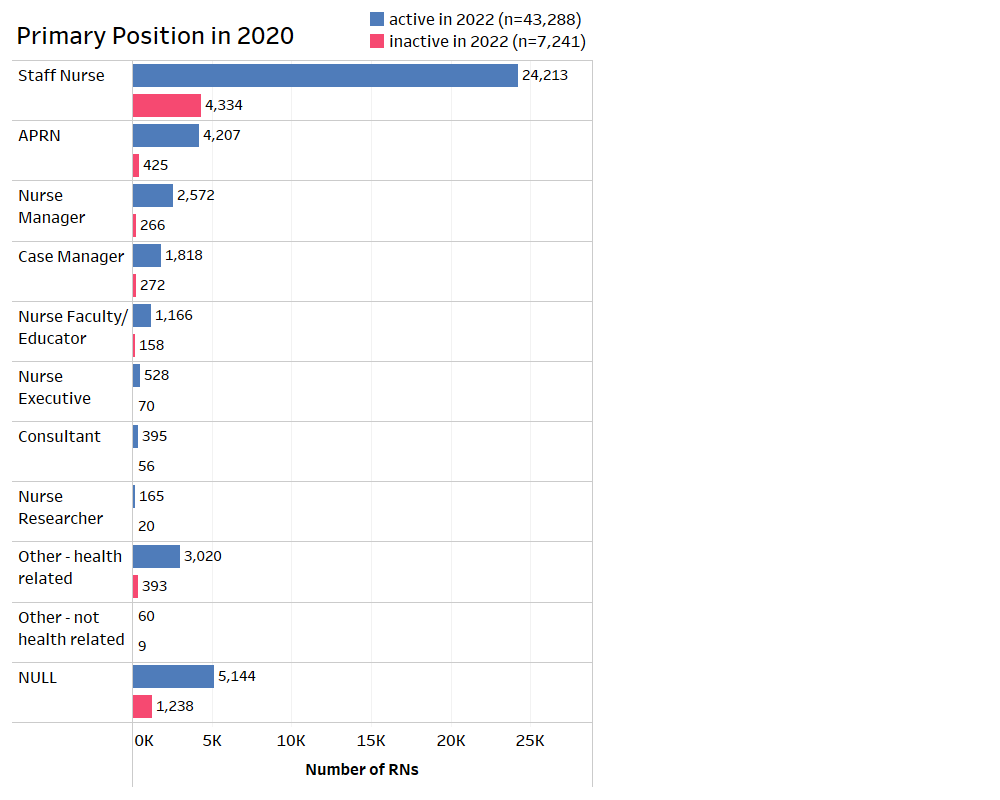 Primary Position in 2020
active in 2022 (n=43,288)
inactive in 2022 (n=7,241)
Staff Nurse
24,213
4,334
APRN
4,207
425
Nurse
Manager
2,572
266
Case Manager
1,818
272
Nurse Faculty/
Educator
1,166
158
Nurse
Executive
528
70
Consultant
395
56
Nurse
Researcher
165
20
Other - health
related
3,020
393
Other - not
health related
60
9
NULL
5,144
1,238
0K 5K 10K 15K 20K 25K
Number of RNs